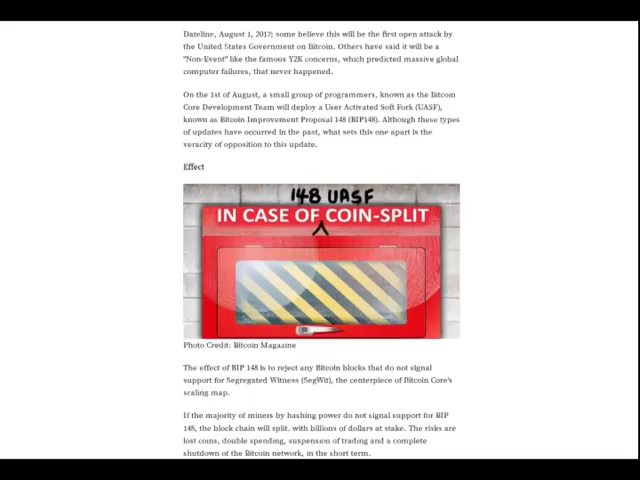 Dateline, August 1, 2017; some believe this will be the first open attack by
the United States Government on Bitcoin. Others have said it will be a
"Non-Event" like the famous Y2K concerns, which predicted massive global
computer failures, that never happened.
On the 1st of August, a small group of programmers, known as the Bitcoin
Core Development Team will deploy a User Activated Soft Fork (UASF),
known as Bitcoin Improvement Proposal 148 (BIP148). Although these types
of updates have occurred in the past, what sets this one apart is the
veracity of opposition to this update.
Effect
148 UASF
IN CASE OF COIN-SPLIT
Photo Credit: Bitcoin Magazine
The effect of BIP 148 is to reject any Bitcoin blocks that do not signal
support for Segregated Witness (SegWit), the centerpiece of Bitcoin Core's
scaling map.
If the majority of miners by hashing power do not signal support for BIP
148, the block chain will split. with billions of dollars at stake. The risks are
lost coins, double spending, suspension of trading and a complete
shutdown of the Bitcoin network, in the short term.